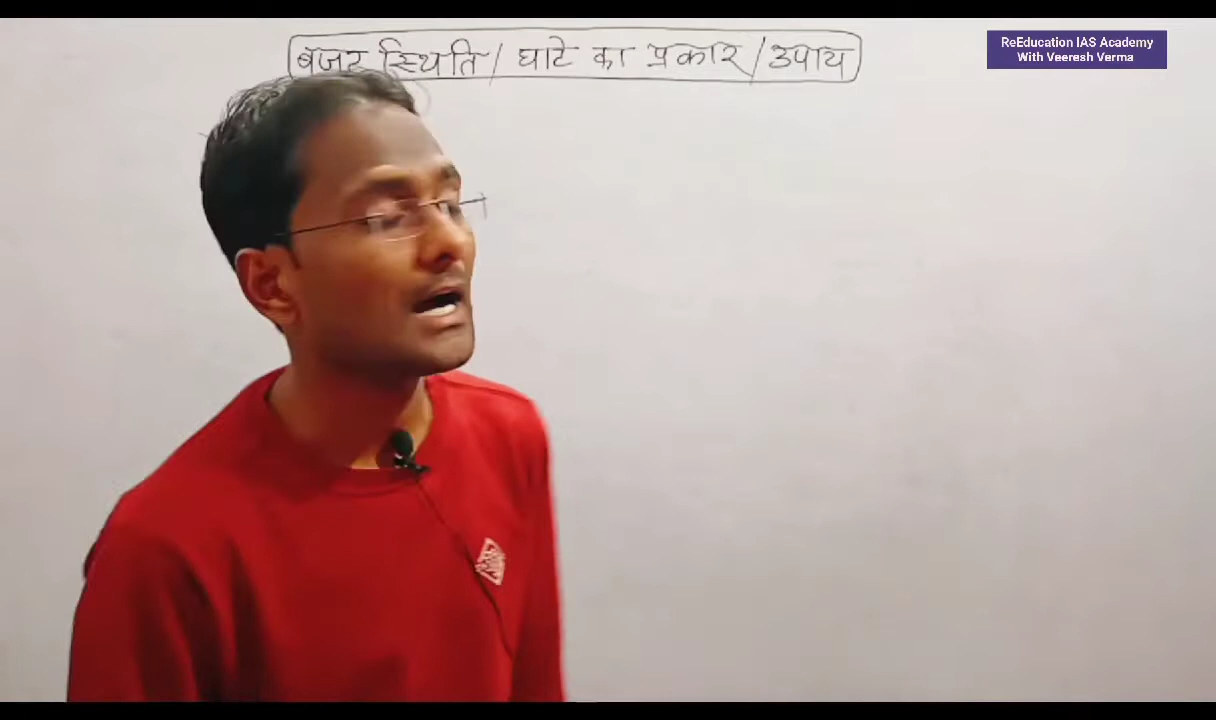 बजट स्थिति / घाटे का प्रकार / उपाय
ReEducation IAS Academy
With Veeresh Verma